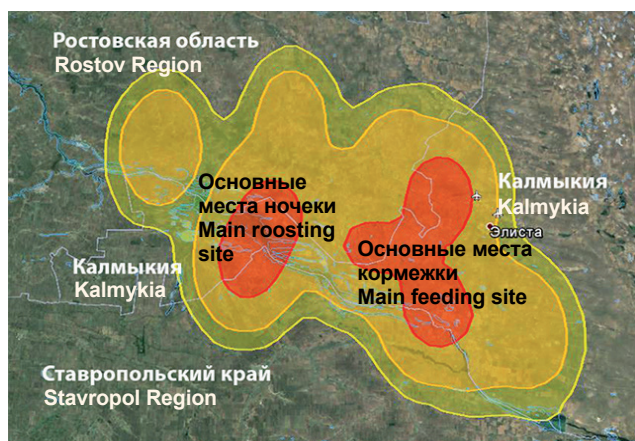 Ростовская область
Rostov Region
Основные
места ночеки
Main roosting
site
Калмыкия
Kalmykia
Элиста
Основные места
кормежки
Main feeding site
Калмыкия
Kalmykia
Ставропольский край
Stavropol Region